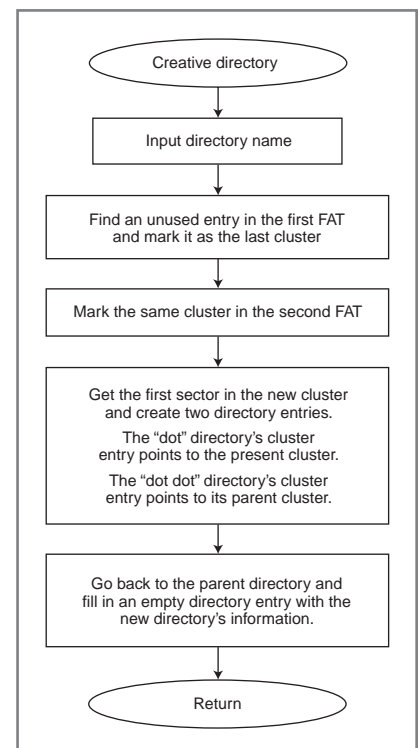 Creative directory
Input directory name
Find an unused entry in the first FAT
and mark it as the last cluster
Mark the same cluster in the second FAT
Get the first sector in the new cluster
and create two directory entries.
The “dot” directory’s cluster
entry points to the present cluster.
The “dot dot” directory’s cluster
entry points to its parent cluster.
Go back to the parent directory and
fill in an empty directory entry with the
new directory’s information.
Return